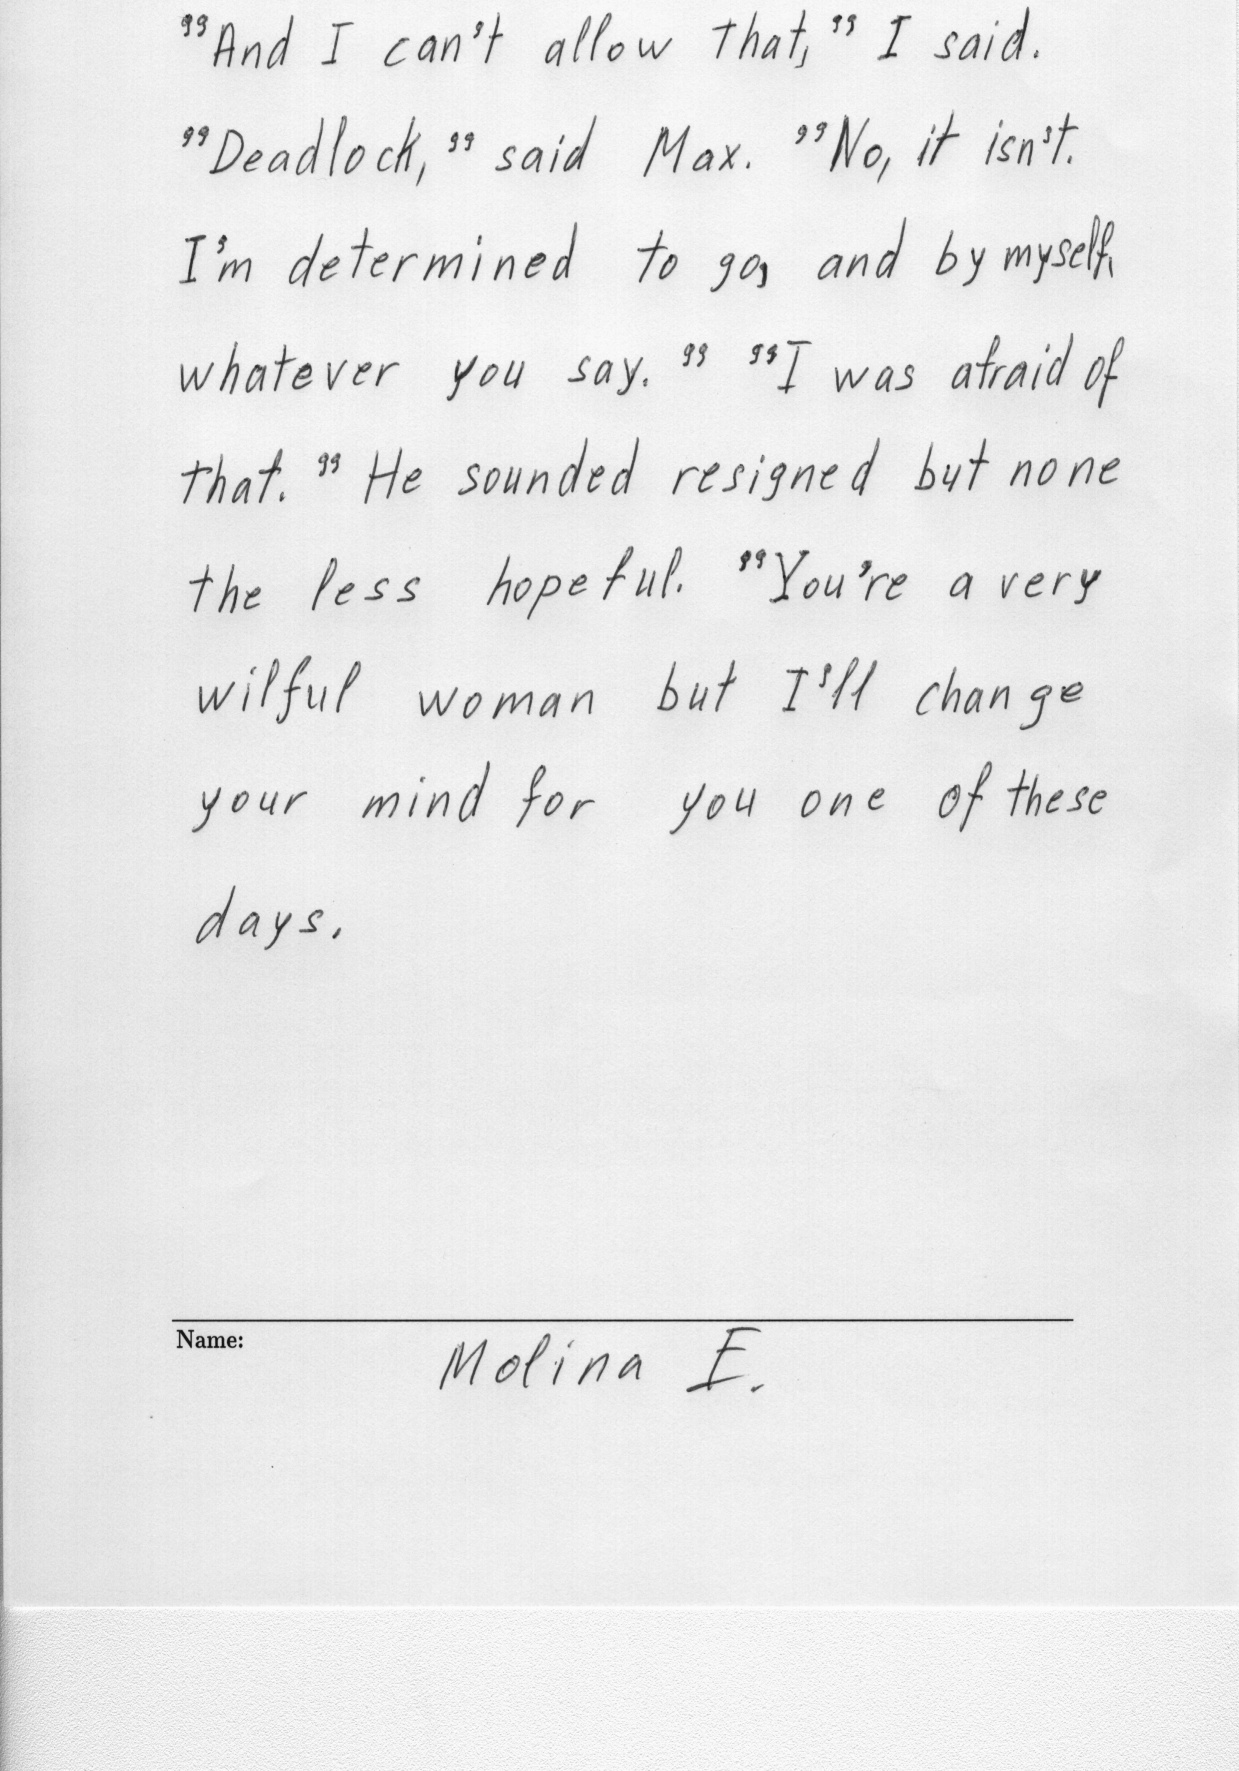 "And I can't allow that," I said.
"Deadlock," said Max. "No, it isn't.
I'm determined to go, and by myself,
whatever you say." "I was afraid of
that." He sounded resigned but none
the less hopeful. "You're a very
wilful woman but I'll change
your mind for you one of these
days.
Name:
Molina E.